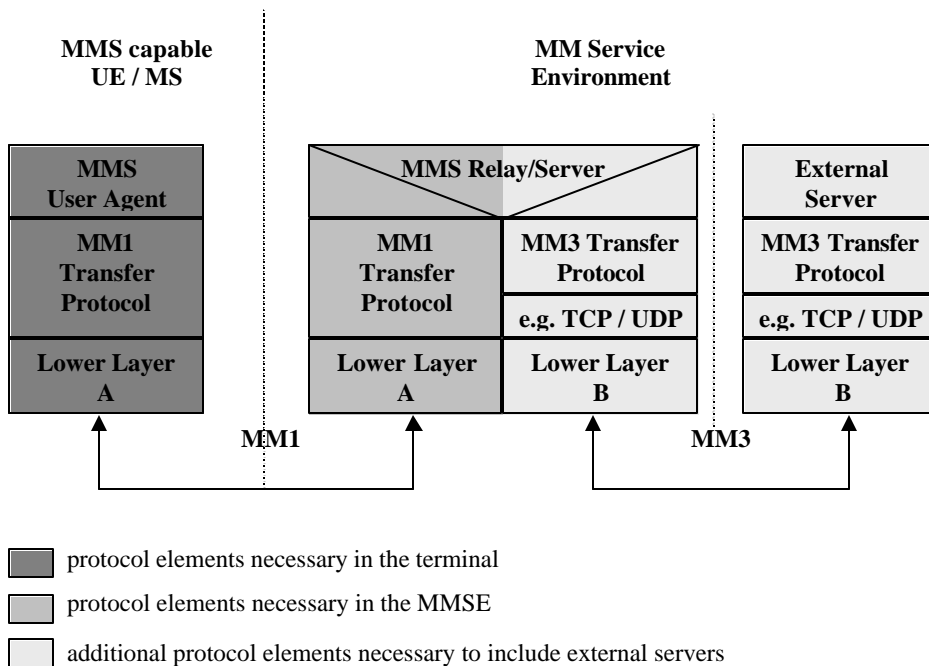 MMS capable
UE / MS
MM Service
Environment
MMS
User Agent
MM1
Transfer
Protocol
Lower Layer
A
MMS Relay/Server
MM1
Transfer
Protocol
Lower Layer
A
MM3 Transfer
Protocol
e.g. TCP / UDP
Lower Layer
B
External
Server
MM3 Transfer
Protocol
e.g. TCP / UDP
Lower Layer
B
MM1
MM3
protocol elements necessary in the terminal
protocol elements necessary in the MMSE
additional protocol elements necessary to include external servers